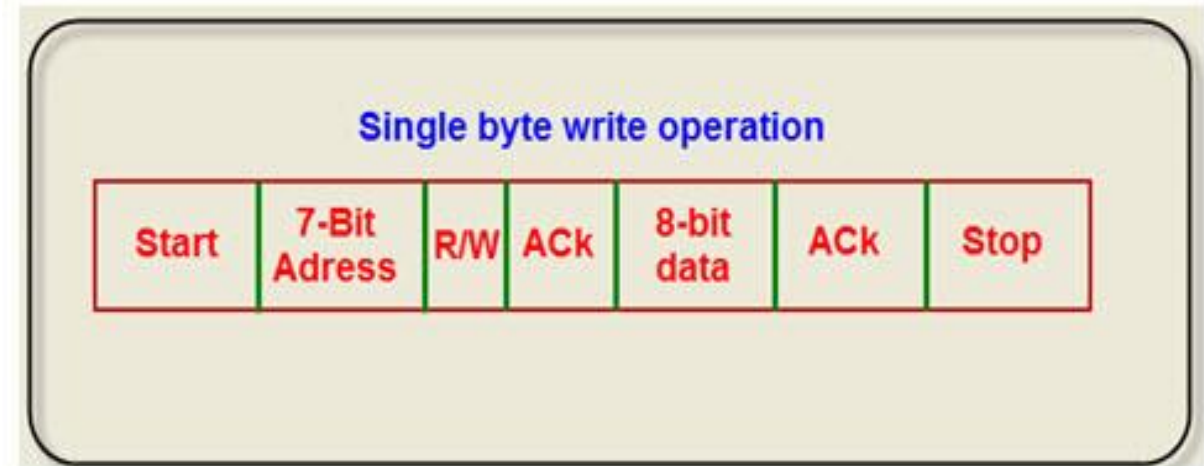 Single byte write operation
Start
7-Bit
Adress
R/W
ACk
8-bit
data
ACk
Stop